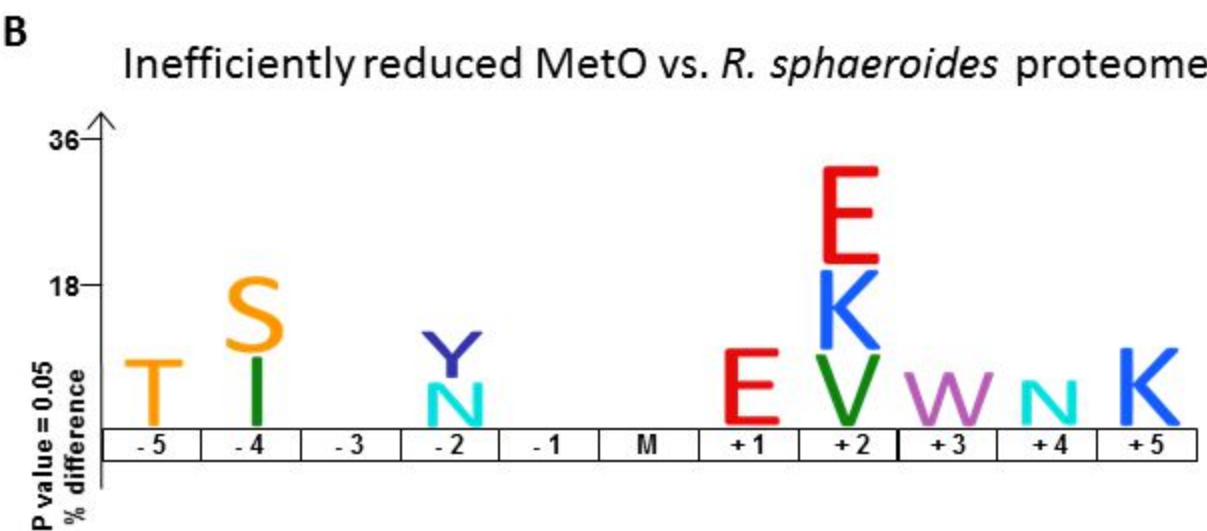 B
Inefficiently reduced MetO vs. R. sphaeroides proteome
36
18
P value = 0.05
% difference
T
S
I
Y
N
E
E
K
V
W
N
K
- 5 - 4 - 3 - 2 - 1 M + 1 + 2 + 3 + 4 + 5